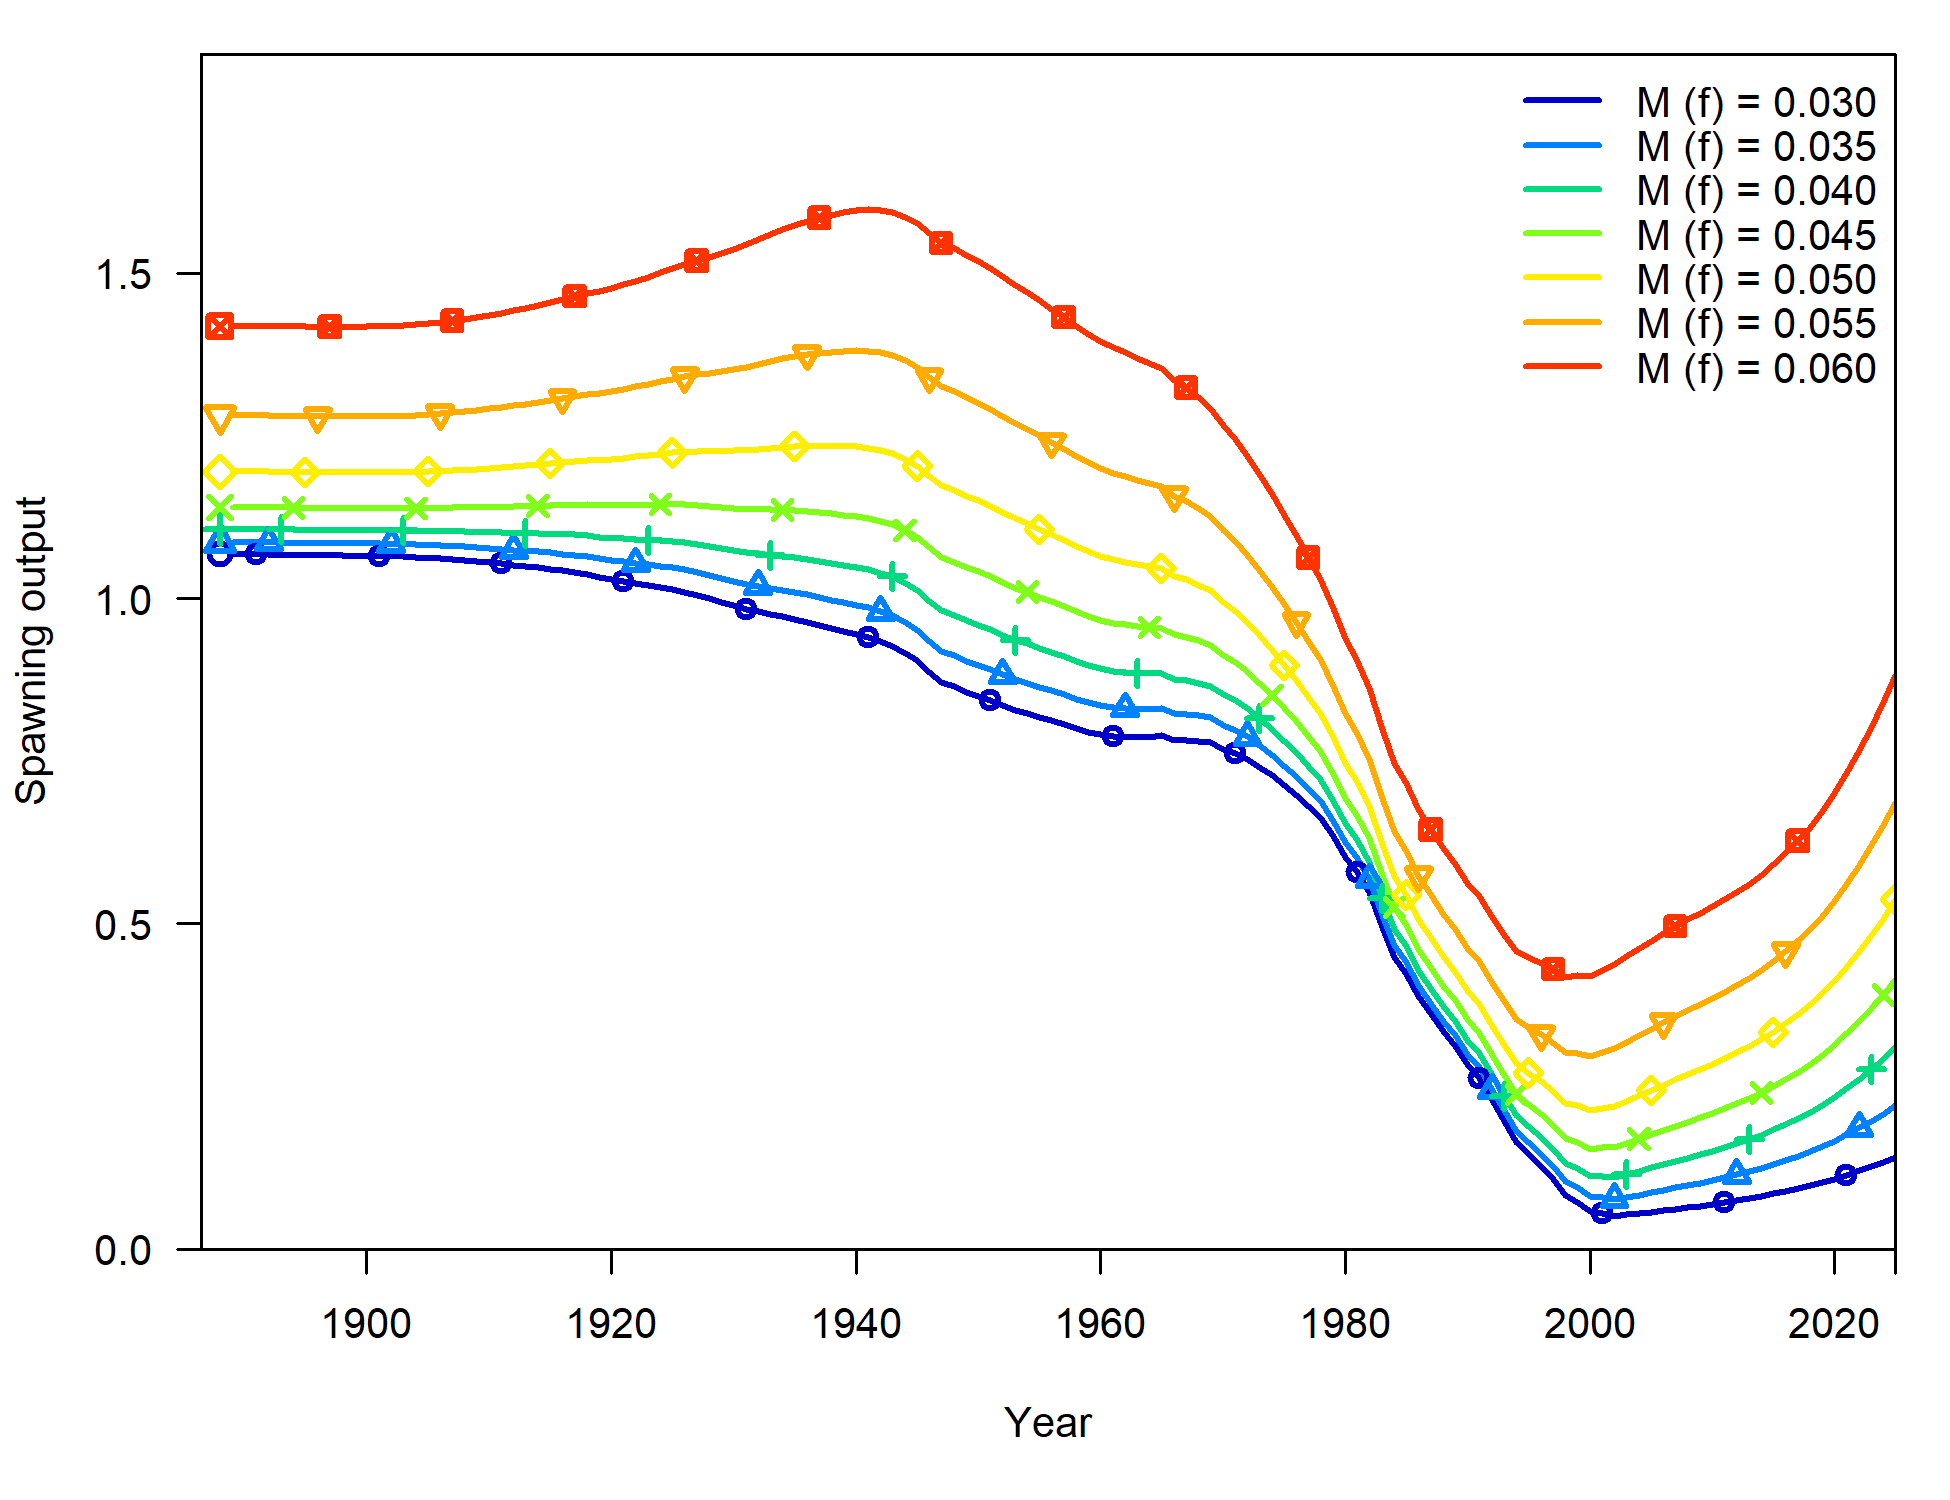 M (f) = 0.030
M (f) = 0.035
M (f) = 0.040
M (f) = 0.045
M (f) = 0.050
M (f) = 0.055
M (f) = 0.060
Spawning output
1.5
1.0
0.5
0.0
1900 1920 1940 1960 1980 2000 2020
Year